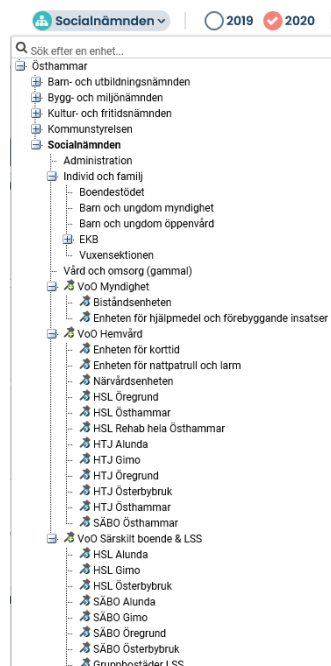 Socialnämnden 2019 2020
Sök efter en enhet...
Östhammar
Barn- och utbildningsnämnden
Bygg- och miljönämnden
Kultur- och fritidsnämnden
Kommunstyrelsen
Socialnämnden
Administration
Individ och familj
Boendestödet
Barn och ungdom myndighet
Barn och ungdom öppenvård
EKB
Vuxensektionen
Vård och omsorg (gammal)
VoO Myndighet
Biståndsenheten
Enheten för hjälpmedel och förebyggande insatser
VoO Hemvård
Enheten för korttid
Enheten för nattpatrull och larm
Närvårdsenheten
HSL Öregrund
HSL Östhammar
HSL Rehab hela Östhammar
HTJ Alunda
HTJ Gimo
HTJ Öregrund
HTJ Österbybruk
HTJ Östhammar
SÄBO Östhammar
VoO Särskilt boende & LSS
HSL Alunda
HSL Gimo
HSL Österbybruk
SÄBO Alunda
SÄBO Gimo
SÄBO Öregrund
SÄBO Österbybruk
Gruppbostäder LSS